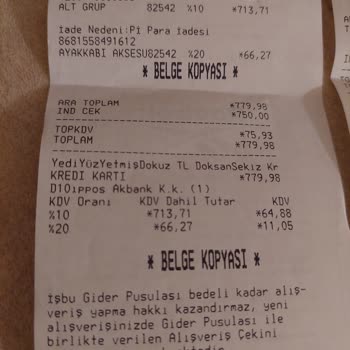 ALT GRUP 82542 %10 *713,71
İade Nedeni:Pİ Para İadesi
8681558491612
AYAKKABI AKSESU82542 %20 *66,27
* BELGE KOPYASI *
ARA TOPLAM *779,98
IND CEK *750,00
TOPKDV *75,93
TOPLAM *779,98
YediYüzYetmişDokuz TL DoksanSekiz Kr
KREDI KARTI *779,98
D10ippos Akbank K.k. (1)
KDV Oranı KDV Dahil Tutar KDV
%10 *713,71 *64,88
%20 *66,27 *11,05
* BELGE KOPYASI *
İşbu Gider Pusulası bedeli kadar alış-
veriş yapma hakkı kazandırmaz, yeni
alışverişinizde Gider Pusulası ile
birlikte verilen Alışveriş Çekini